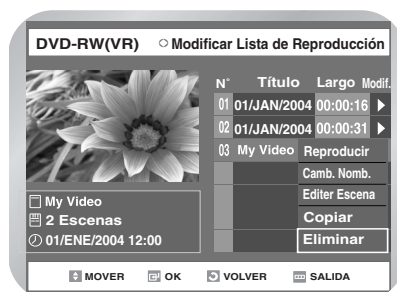 DVD-RW(VR) Modificar Lista de Reproducción
N° Título Largo Modif.
01 01/JAN/2004 00:00:16
02 01/JAN/2004 00:00:31
03 My Video Reproducir
Camb. Nomb.
Editer Escena
Copiar
Eliminar
My Video
2 Escenas
01/ENE/2004 12:00
MOVER OK VOLVER SALIDA